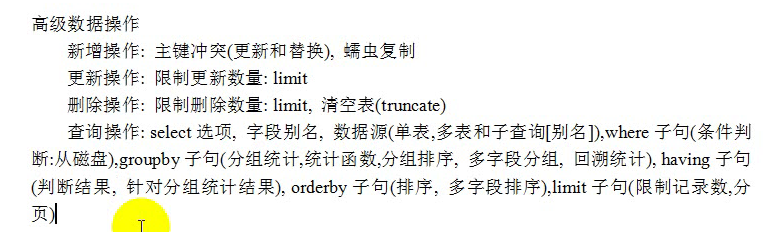 高级数据操作
新增操作: 主键冲突(更新和替换), 蠕虫复制
更新操作: 限制更新数量: limit
删除操作: 限制删除数量: limit, 清空表(truncate)
查询操作: select 选项, 字段别名, 数据源(单表,多表和子查询[别名]),where 子句(条件判
断:从磁盘),groupby 子句(分组统计,统计函数,分组排序, 多字段分组, 回溯统计), having 子句
(判断结果, 针对分组统计结果), orderby 子句(排序, 多字段排序),limit 子句(限制记录数,分
页)